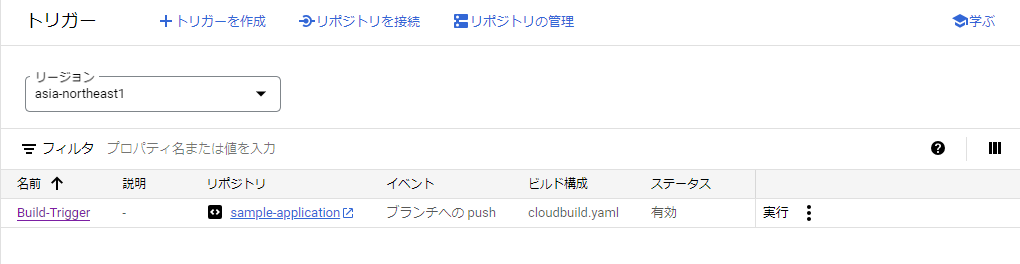 トリガー トリガーを作成 リポジトリを接続 リポジトリの管理 学ぶ
リージョン
asia-northeast1
フィルタ プロパティ名または値を入力
名前 説明 リポジトリ イベント ビルド構成 ステータス
Build-Trigger - sample-application ブランチへの push cloudbuild.yaml 有効 実行